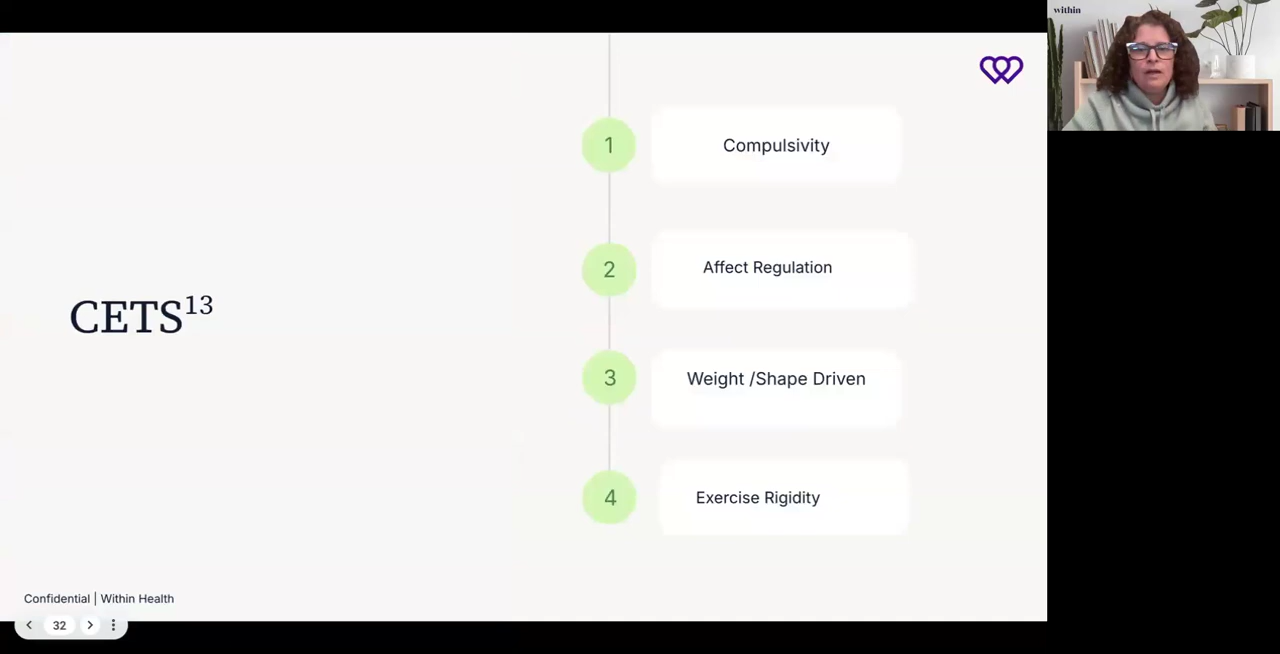 within
1
Compulsivity
2
Affect Regulation
CETS13
3
Weight /Shape Driven
4
Exercise Rigidity
Confidential | Within Health
32